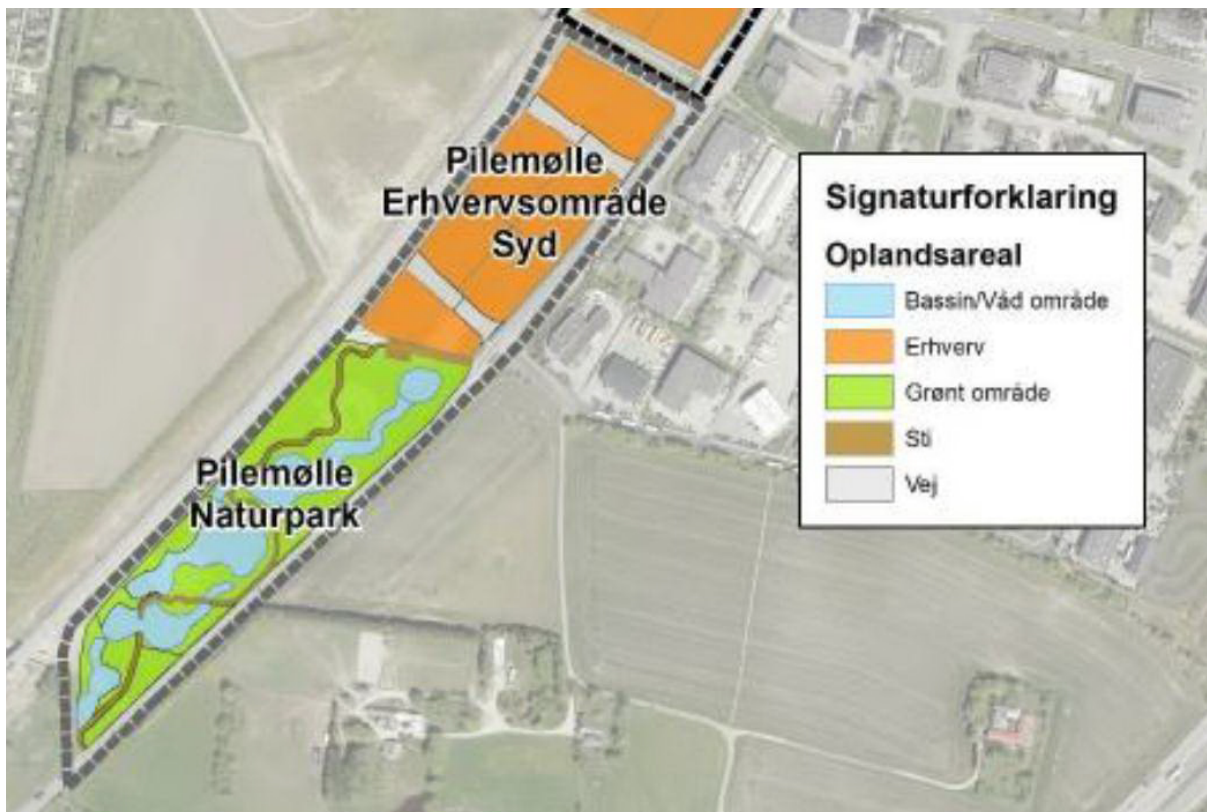 Pilemølle
Erhvervsområde
Syd
Pilemølle
Naturpark
Signaturforklaring
Oplandsareal
Bassin/Våd område
Erhverv
Grønt område
Sti
Vej